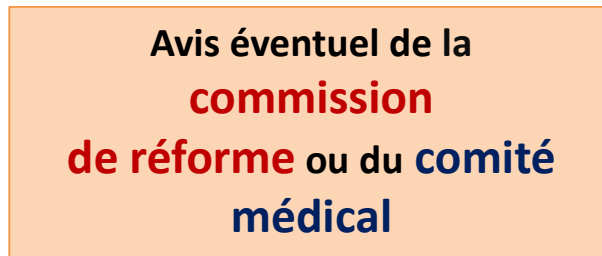 Avis éventuel de la
commission
de réforme ou du comité
médical